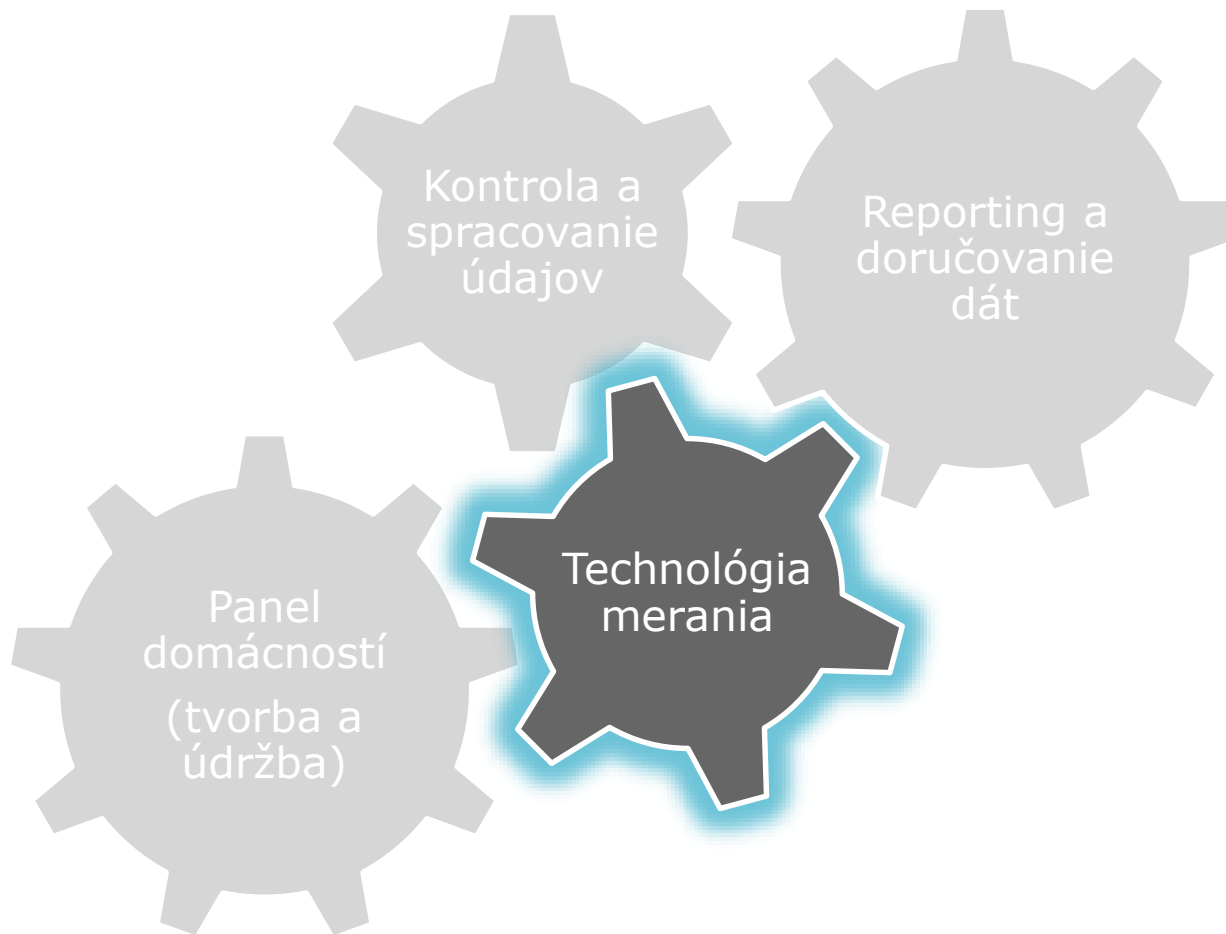 Kontrola a
spracovanie
údajov
Reporting a
doručovanie
dát
Technológia
merania
Panel
domácností
(tvorba a
údržba)